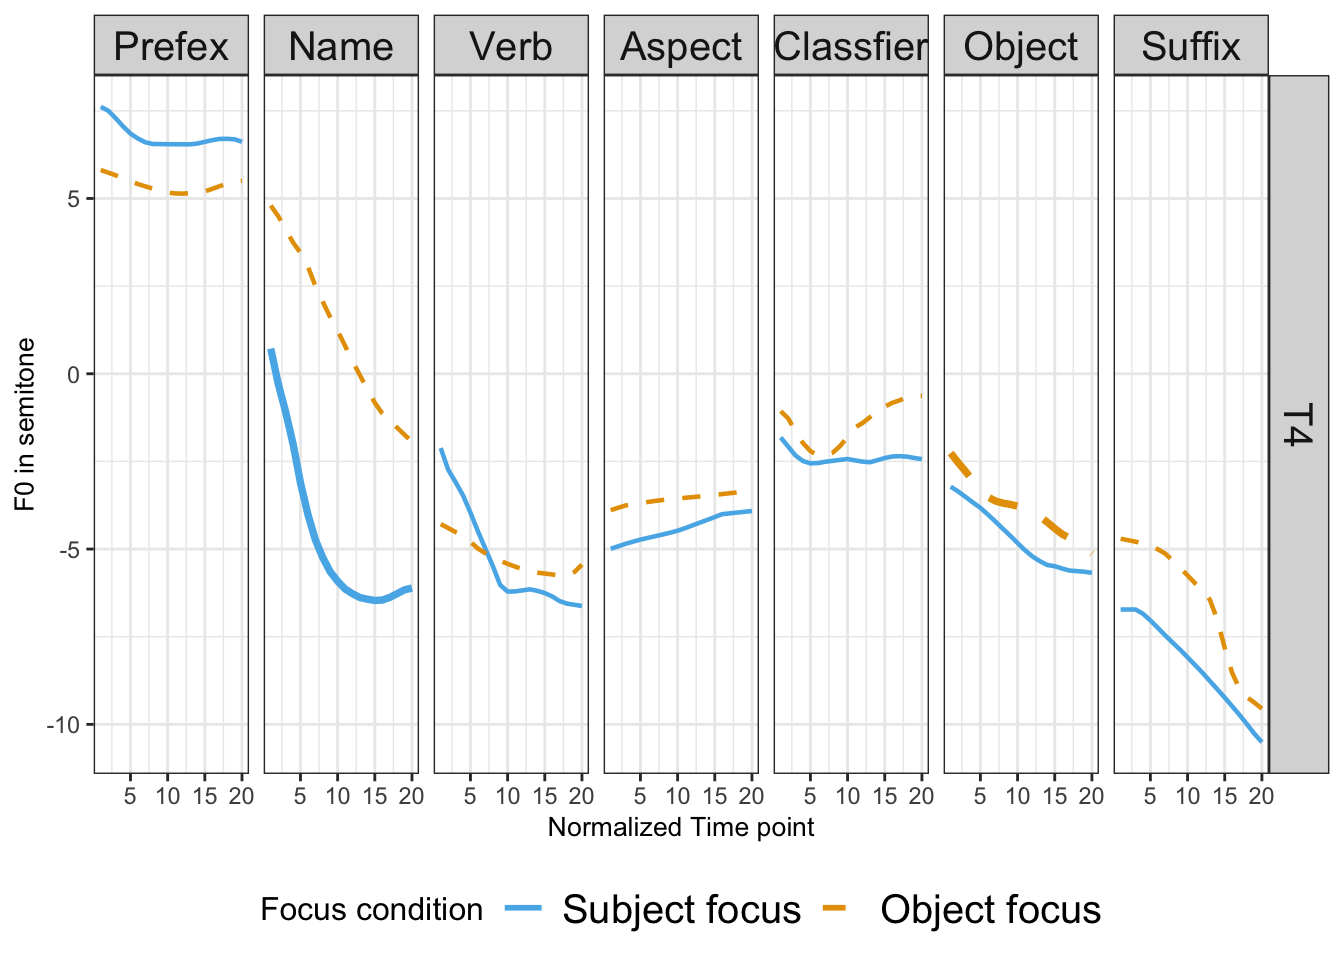 Prefex Name Verb Aspect Classfier Object Suffix
T4
5
0
-5
-10
F0 in semitone
5 10 15 20 5 10 15 20 5 10 15 20 5 10 15 20 5 10 15 20 5 10 15 20 5 10 15 20
Normalized Time point
Focus condition Subject focus Object focus